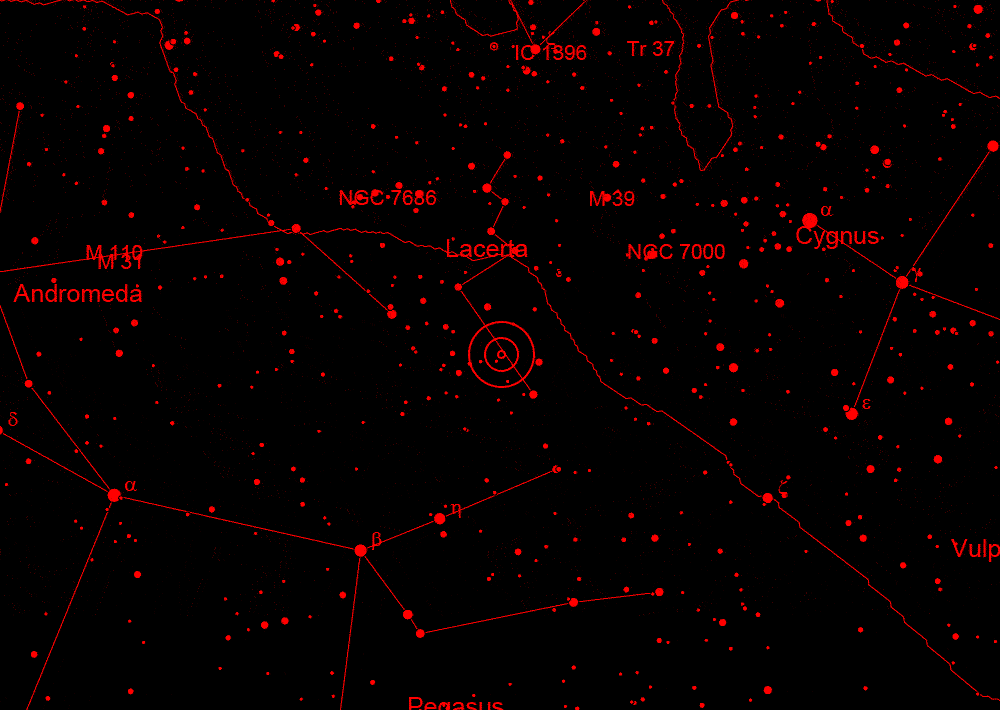 IC 1396
Tr 37
NGC 7686
M 39
α
Cygnus
M 110
M 31
Lacerta
NGC 7000
γ
Andromeda
ε
δ
α
ζ
η
β
Vulp
Pegasus